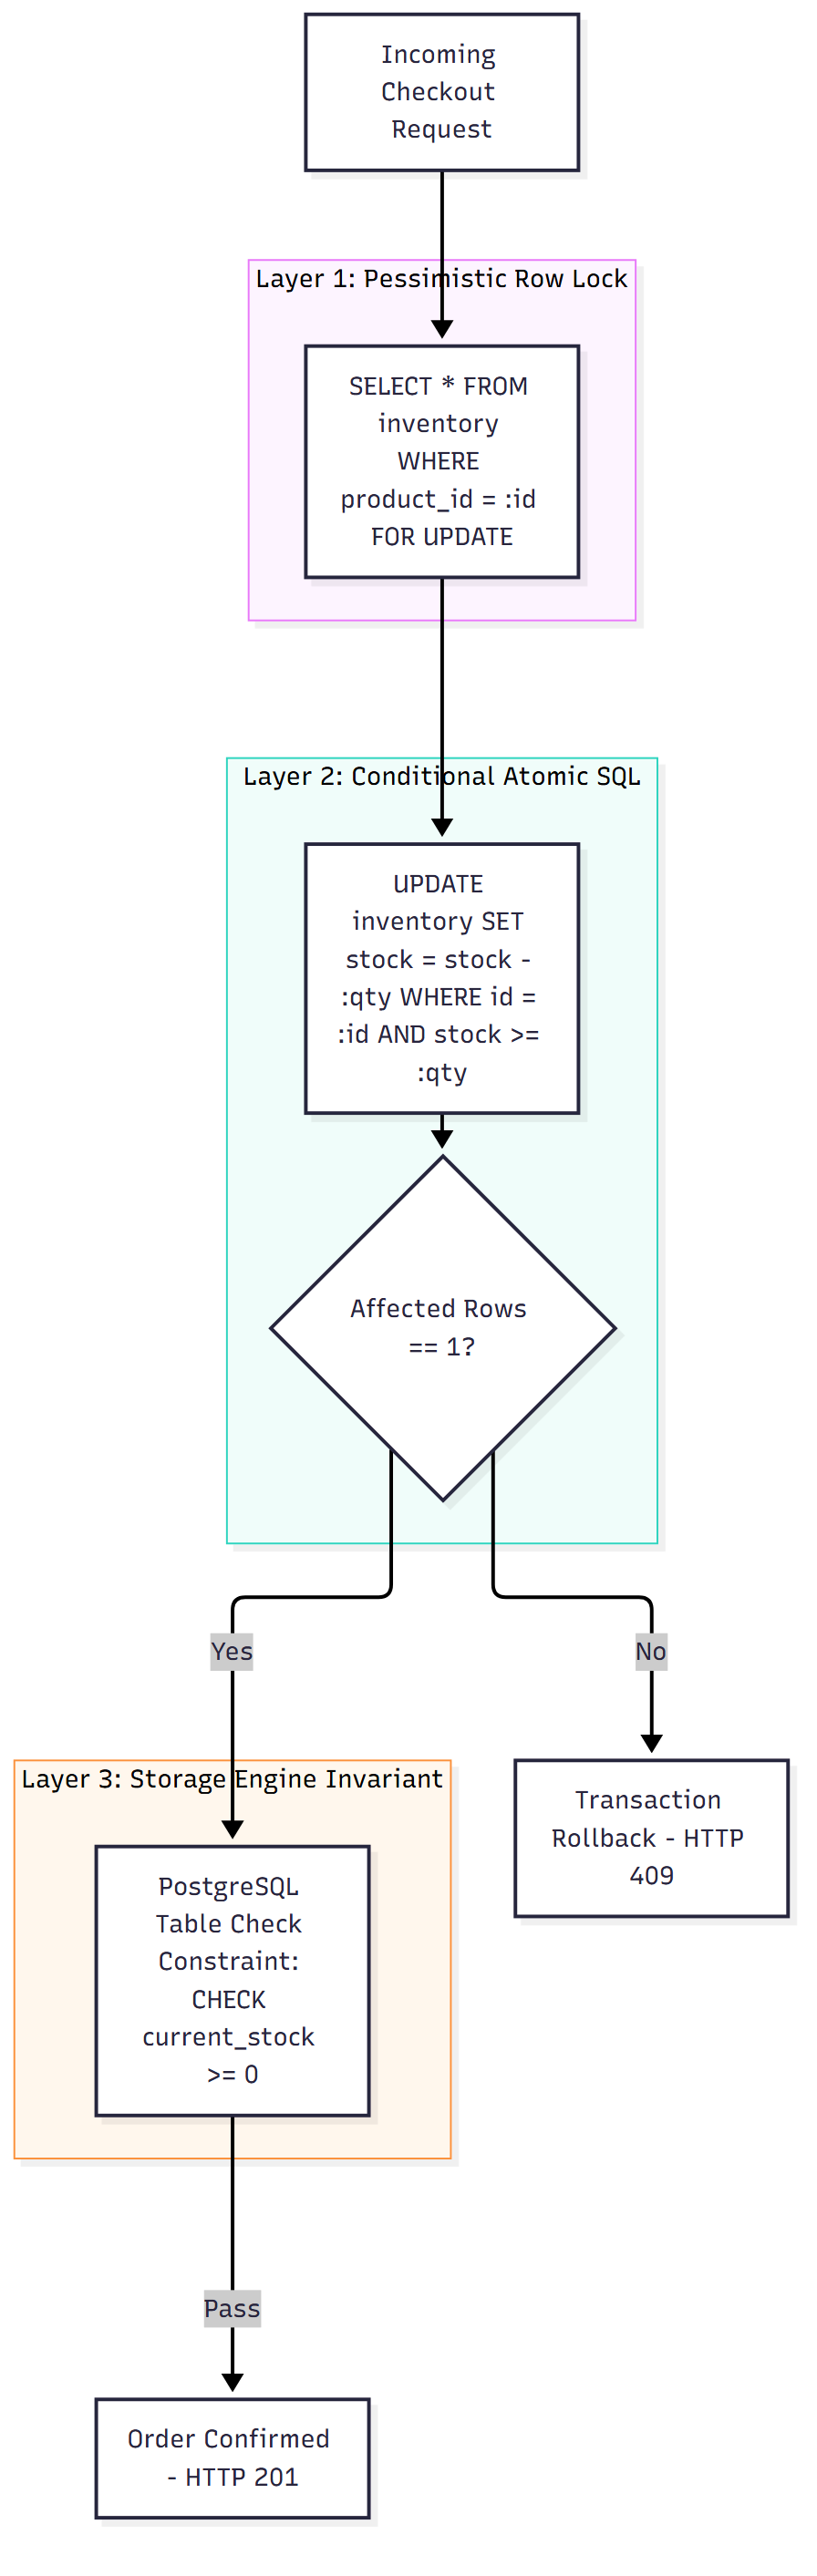 Incoming
Checkout
Request
Layer 1: Pessimistic Row Lock
SELECT * FROM
inventory
WHERE
product_id = :id
FOR UPDATE
Layer 2: Conditional Atomic SQL
UPDATE
inventory SET
stock = stock -
:qty WHERE id =
:id AND stock >=
:qty
Affected Rows
== 1?
Yes
No
Layer 3: Storage Engine Invariant
PostgreSQL
Table Check
Constraint:
CHECK
current_stock
>= 0
Transaction
Rollback - HTTP
409
Pass
Order Confirmed
- HTTP 201